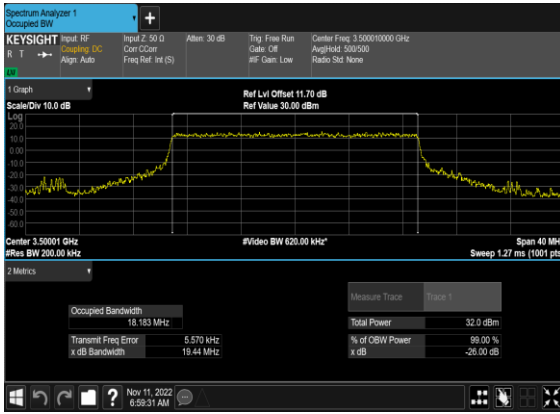 Spectrum Analyzer 1
Occupied BW
KEYSIGHT Input: RF Input Z: 50 Ω Atten: 30 dB Trig: Free Run Center Freq: 3.500010000 GHz
R T Coupling: DC Corr CCorr Gate: Off Avg|Hold: 500/500
Align: Auto Freq Ref: Int (S) #IF Gain: Low Radio Std: None
1 Graph
Ref Lvl Offset 11.70 dB
Scale/Div 10.0 dB Ref Value 30.00 dBm
Log
20.0
10.0
0.00
-10.0
-20.0
-30.0
-40.0
-50.0
-60.0
Center 3.50001 GHz #Video BW 620.00 kHz* Span 40 MH
#Res BW 200.00 kHz Sweep 1.27 ms (1001 pts
2 Metrics
Measure Trace Trace 1
Occupied Bandwidth
18.183 MHz Total Power 32.0 dBm
Transmit Freq Error 5.570 kHz % of OBW Power 99.00 %
x dB Bandwidth 19.44 MHz x dB -26.00 dB
Nov 11, 2022
6:59:31 AM